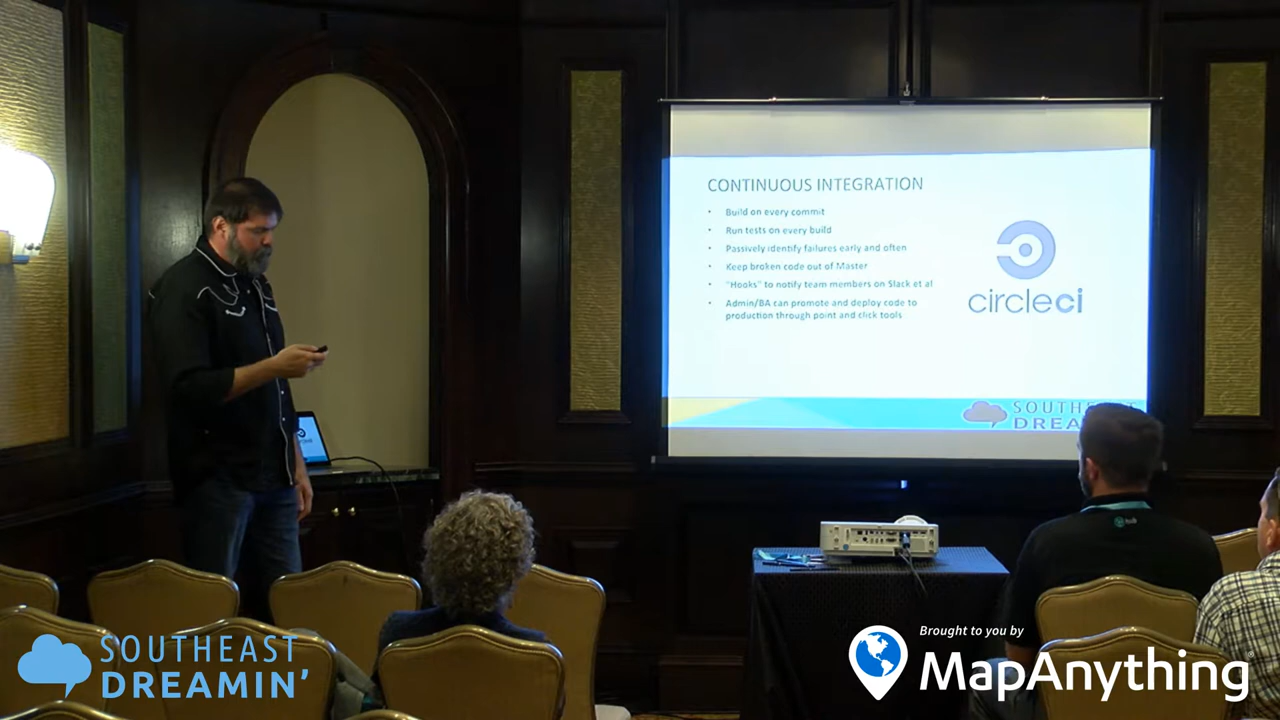 CONTINUOUS INTEGRATION
• Build on every commit
• Run tests on every build
• Passively identify failures early and often
• Keep broken code out of Master
• "Hooks" to notify team members on Slack et al
• Admin/BA can promote and deploy code to
production through point and click tools
circleci
SOUTHE
DREA
SOUTHEAST
DREAMIN'
Brought to you by
MapAnything®